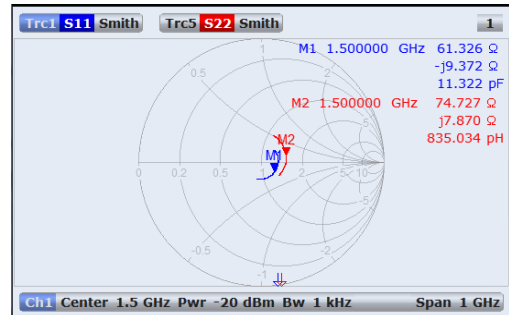 Trc1 S11 Smith Trc5 S22 Smith 1
1 M1 1.500000 GHz 61.326 Ω
-j9.372 Ω
0.5 2 11.322 pF
M2 1.500000 GHz 74.727 Ω
5 j7.870 Ω
M2 835.034 pH
M1
0 0.2 0.5 1 2 5 10
-5
-0.5 -2
-1
Ch1 Center 1.5 GHz Pwr -20 dBm Bw 1 kHz Span 1 GHz